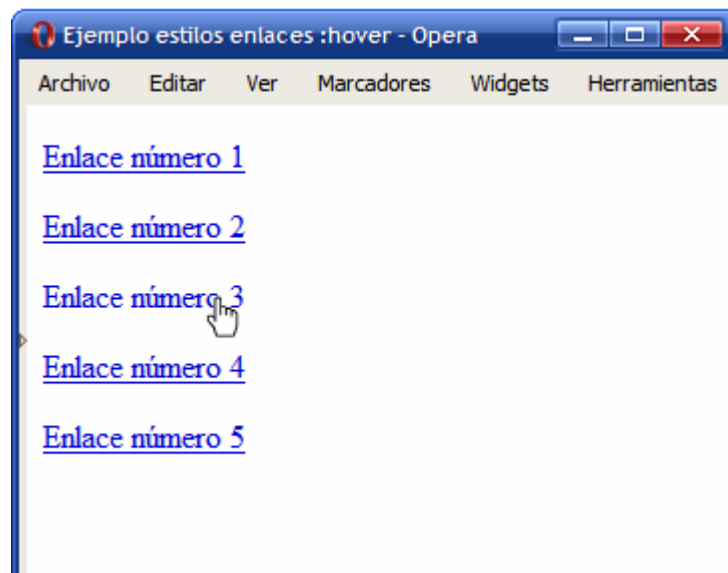 Ejemplo estilos enlaces :hover - Opera
Archivo Editar Ver Marcadores Widgets Herramientas
Enlace número 1
Enlace número 2
Enlace número 3
Enlace número 4
Enlace número 5